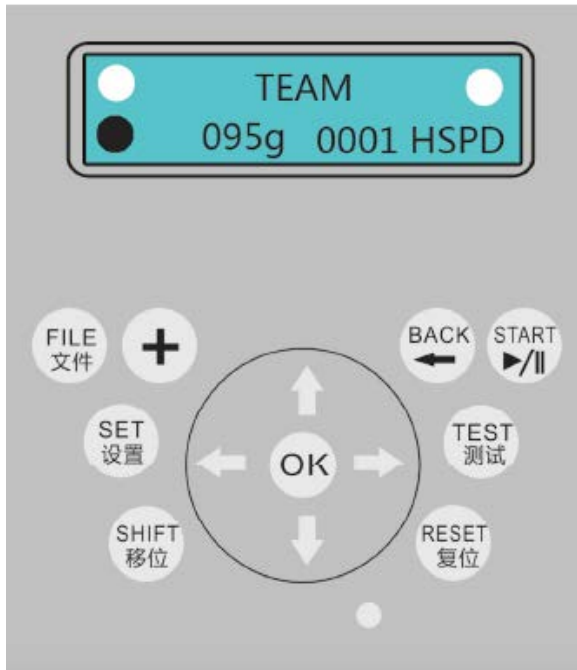 TEAM
095g 0001 HSPD
FILE
文件
+
BACK
START
▶/II
SET
设置
TEST
测试
OK
SHIFT
移位
RESET
复位